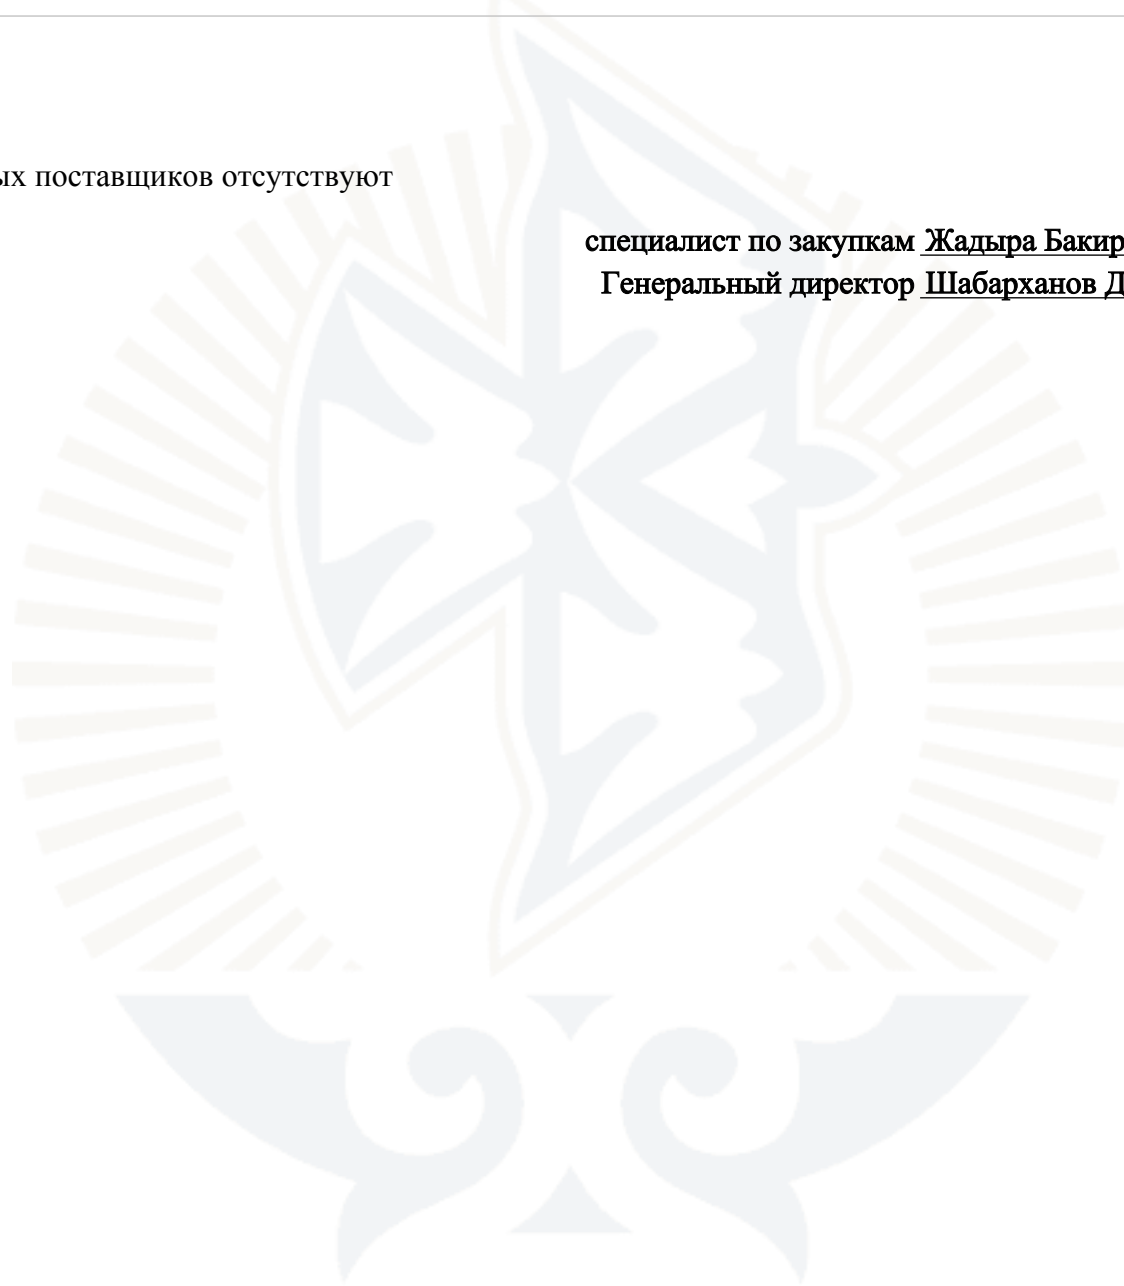 ых поставщиков отсутствуют
специалист по закупкам Жадыра Бакир
Генеральный директор Шабарханов Д